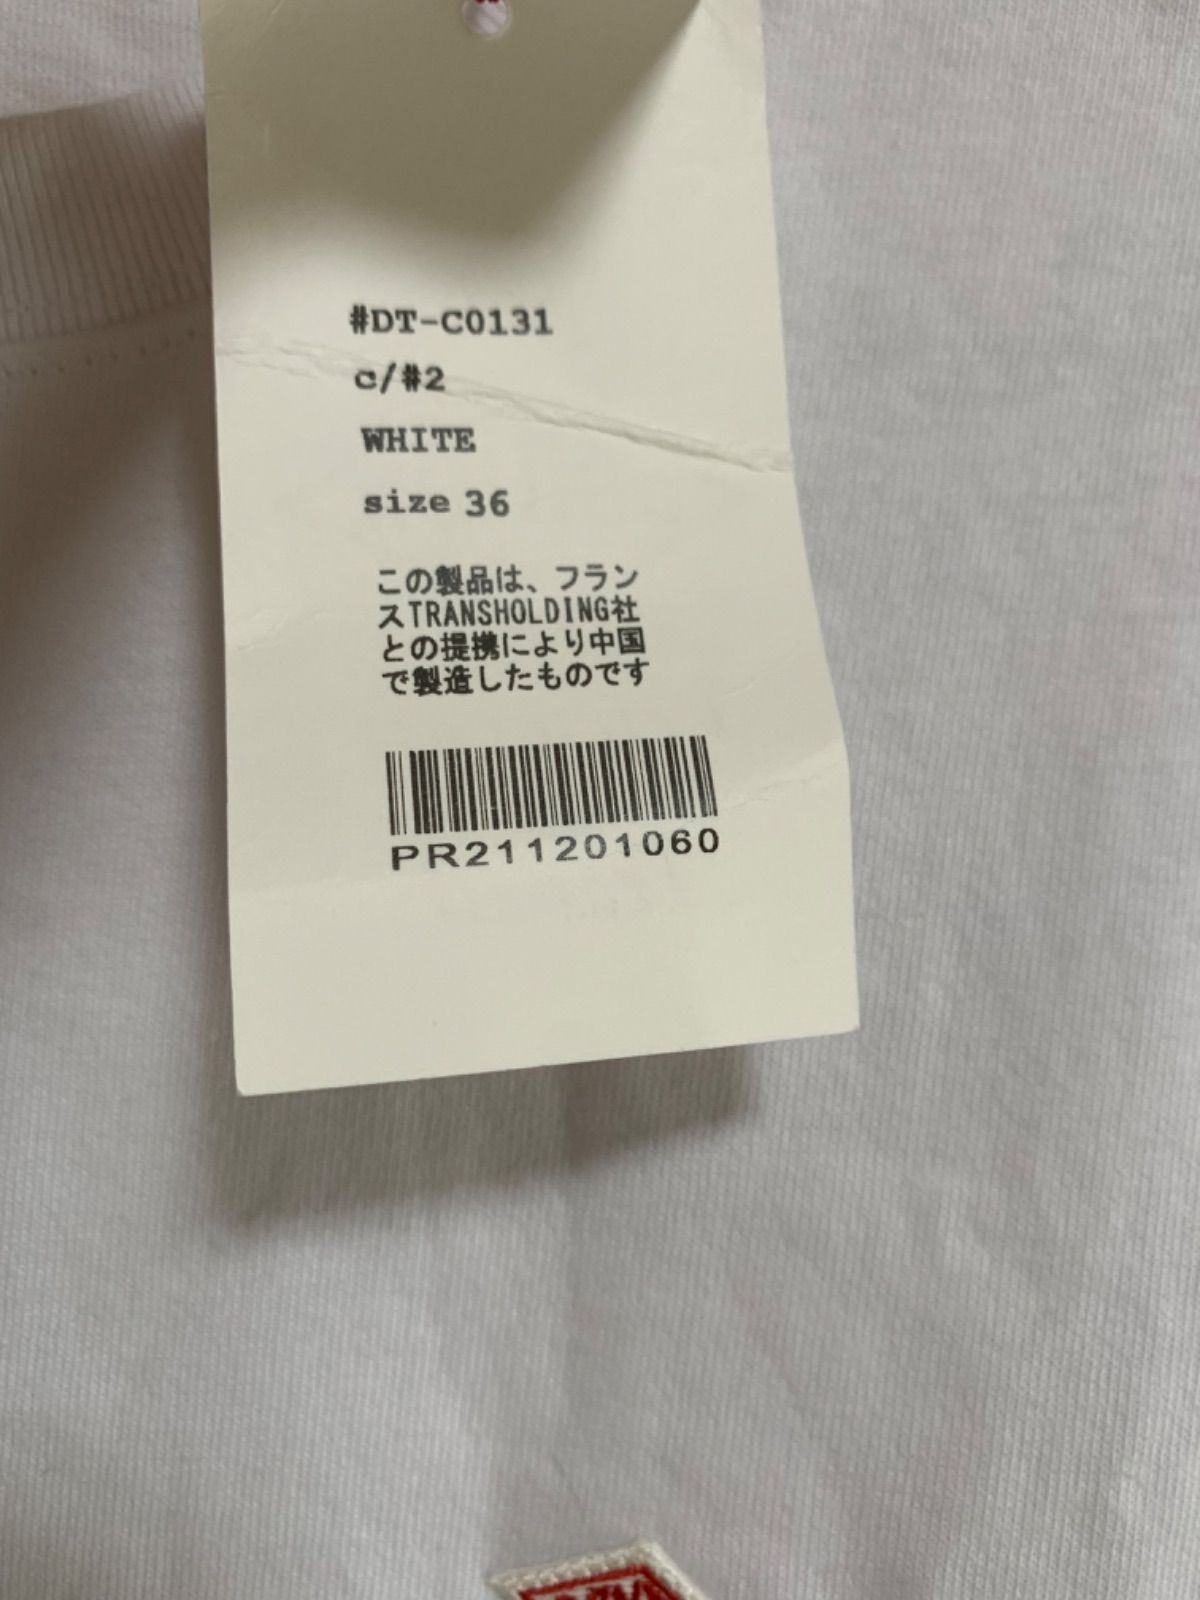 #DT-C0131
c/#2
WHITE
size 36
この製品は、フラン
スTRANSHOLDING社
との提携により中国
で製造したものです
PR211201060